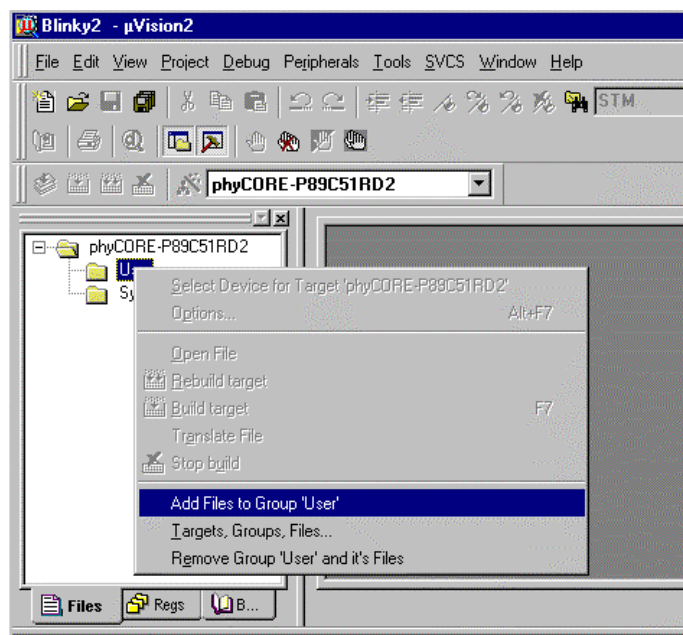 Blinky2 - µVision2
File Edit View Project Debug Peripherals Tools SVCS Window Help
STM
phyCORE-P89C51RD2
phyCORE-P89C51RD2
Select Device for Target 'phyCORE-P89C51RD2'
Options... Alt+F7
Open File
Rebuild target
Build target F7
Translate File
Stop build
Add Files to Group 'User'
Targets, Groups, Files...
Remove Group 'User' and it's Files
Files Regs B...